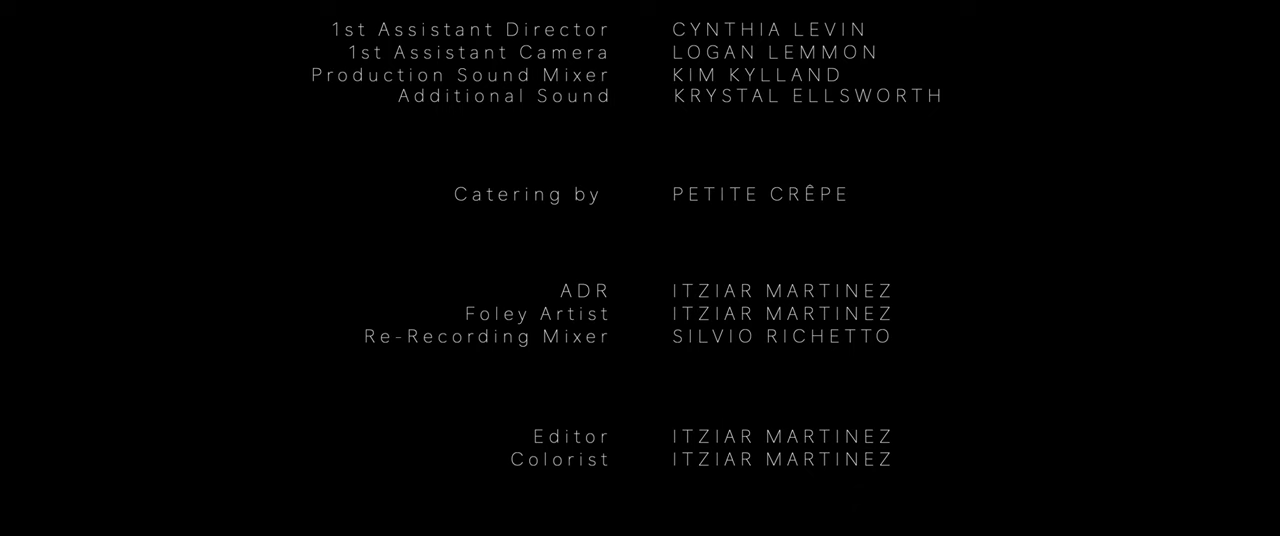 1st Assistant Director CYNTHIA LEVIN
1st Assistant Camera LOGAN LEMMON
Production Sound Mixer KIM KYLLAND
Additional Sound KRYSTAL ELLSWORTH
Catering by PETITE CRÊPE
ADR ITZIAR MARTINEZ
Foley Artist ITZIAR MARTINEZ
Re-Recording Mixer SILVIO RICHETTO
Editor ITZIAR MARTINEZ
Colorist ITZIAR MARTINEZ